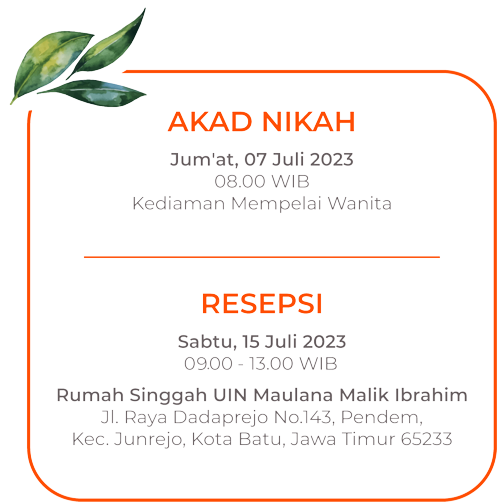 AKAD NIKAH
Jum'at, 07 Juli 2023
08.00 WIB
Kediaman Mempelai Wanita
RESEPSI
Sabtu, 15 Juli 2023
09.00 - 13.00 WIB
Rumah Singgah UIN Maulana Malik Ibrahim
Jl. Raya Dadaprejo No.143, Pendem,
Kec. Junrejo, Kota Batu, Jawa Timur 65233